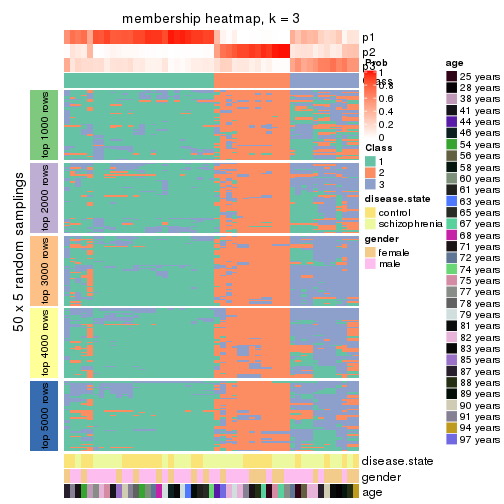 membership heatmap, k = 3
p1
p2
p3
Prob
1
0.8
0.6
0.4
0.2
0
Class
1
2
3
disease.state
control
schizophrenia
gender
female
male
age
25 years
28 years
38 years
41 years
44 years
46 years
54 years
56 years
58 years
60 years
61 years
63 years
65 years
67 years
68 years
71 years
72 years
74 years
75 years
77 years
78 years
79 years
81 years
82 years
83 years
85 years
87 years
88 years
89 years
90 years
91 years
94 years
97 years
50 x 5 random samplings
top 1000 rows
top 2000 rows
top 3000 rows
top 4000 rows
top 5000 rows
disease.state
gender
age